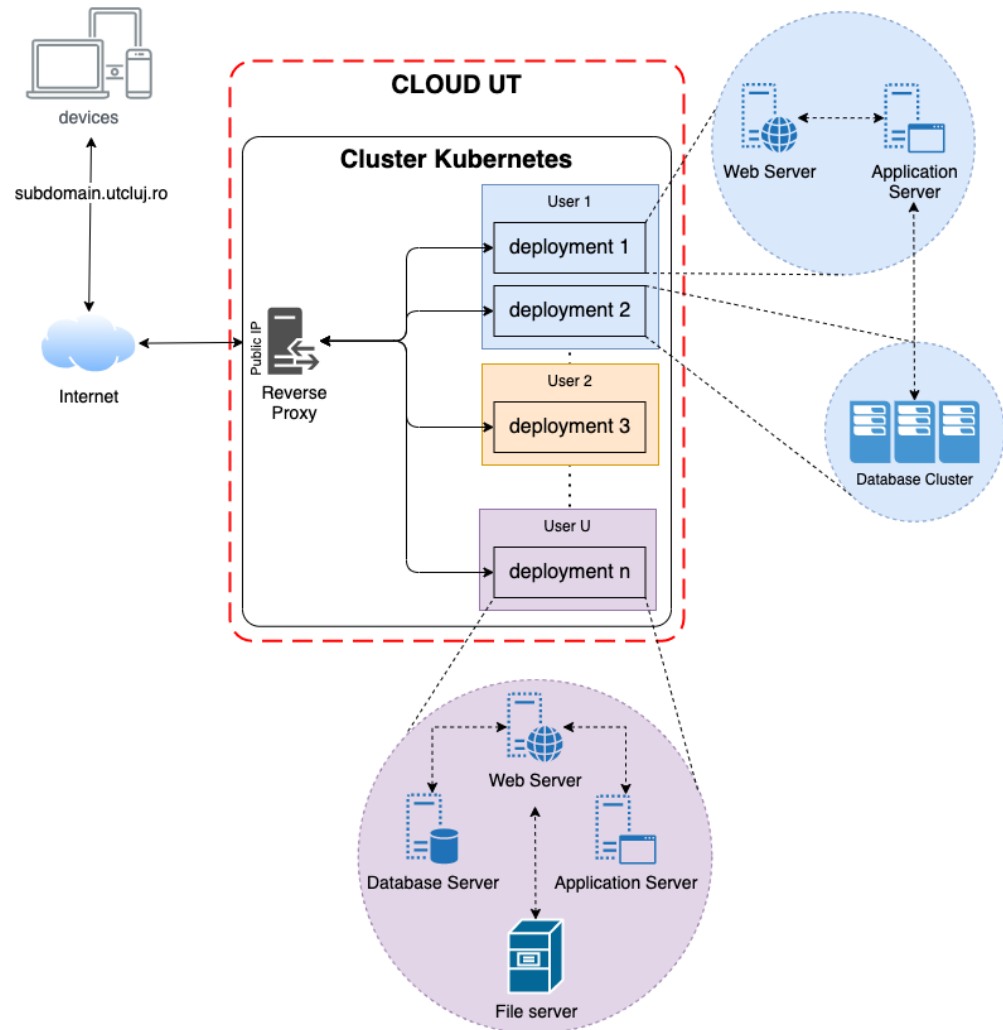 devices
subdomain.utcluj.ro
Internet
CLOUD UT
Cluster Kubernetes
Public IP
Reverse
Proxy
User 1
deployment 1
deployment 2
User 2
deployment 3
User U
deployment n
Web Server
Application
Server
Database Cluster
Web Server
Database Server
Application Server
File server